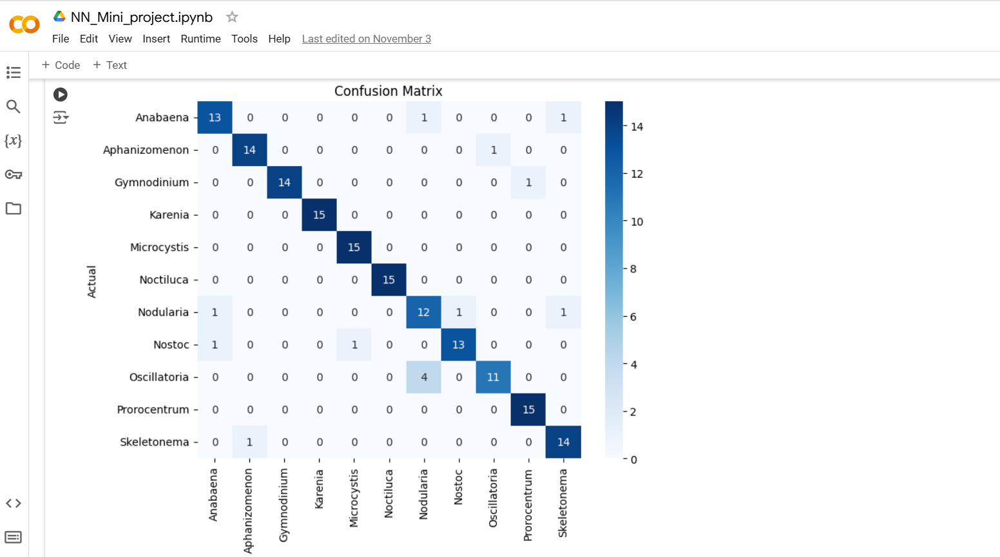 NN_Mini_project.ipynb
File Edit View Insert Runtime Tools Help Last edited on November 3
+ Code + Text
Confusion Matrix
Anabaena 13 0 0 0 0 0 1 0 0 0 1
Aphanizomenon 0 14 0 0 0 0 0 0 1 0 0
Gymnodinium 0 0 14 0 0 0 0 0 0 1 0
Karenia 0 0 0 15 0 0 0 0 0 0 0
Microcystis 0 0 0 0 15 0 0 0 0 0 0
Noctiluca 0 0 0 0 0 15 0 0 0 0 0
Nodularia 1 0 0 0 0 0 12 1 0 0 1
Nostoc 1 0 0 0 1 0 0 13 0 0 0
Oscillatoria 0 0 0 0 0 0 4 0 11 0 0
Prorocentrum 0 0 0 0 0 0 0 0 0 15 0
Skeletonema 0 1 0 0 0 0 0 0 0 0 14
Actual
Anabaena
Aphanizomenon
Gymnodinium
Karenia
Microcystis
Noctiluca
Nodularia
Nostoc
Oscillatoria
Prorocentrum
Skeletonema
14
12
10
8
6
4
2
0
{x}